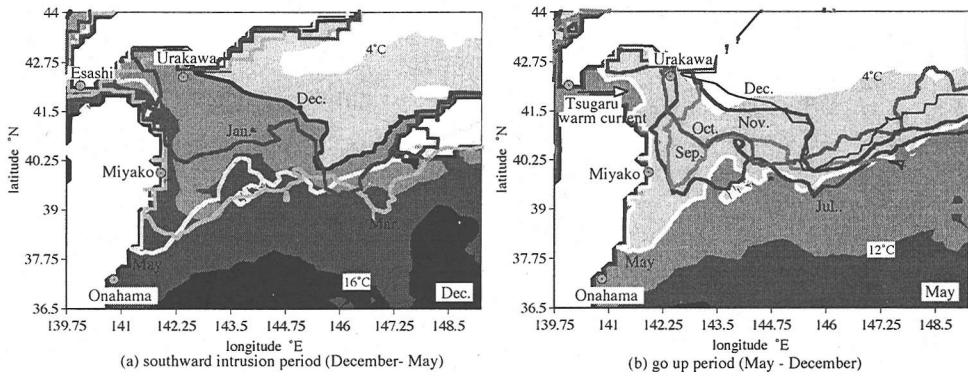 44
42.75
41.5
40.25
39
37.75
36.5
latitude °N
Esashi
Urakawa
4°C
Dec.
Jan.
Miyako
Mar.
May
16°C
Onahama
Dec.
139.75 141 142.25 143.5 144.75 146 147.25 148.5
longitude °E
(a) southward intrusion period (December- May)
44
42.75
41.5
40.25
39
37.75
36.5
latitude °N
Urakawa
4°C
Tsugaru
warm current
Dec.
Nov.
Oct.
Sep.
Miyako
Jul..
May
12°C
Onahama
May
139.75 141 142.25 143.5 144.75 146 147.25 148.5
longitude °E
(b) go up period (May - December)